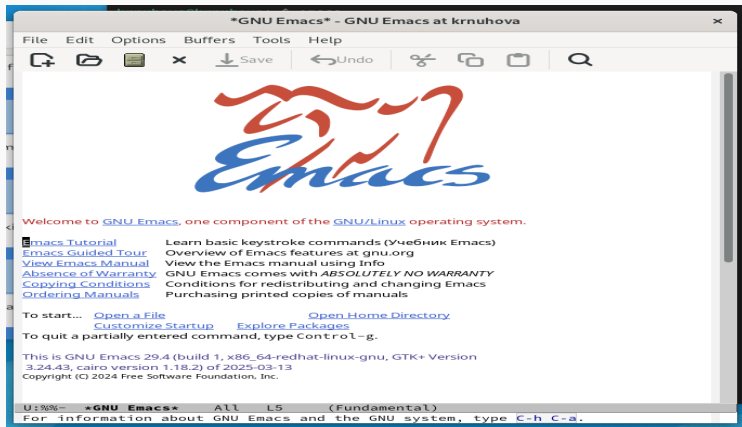 *GNU Emacs* - GNU Emacs at krnuhova
File Edit Options Buffers Tools Help
Save Undo
Emacs
Welcome to GNU Emacs, one component of the GNU/Linux operating system.
Emacs Tutorial Learn basic keystroke commands (Учебник Emacs)
Emacs Guided Tour Overview of Emacs features at gnu.org
View Emacs Manual View the Emacs manual using Info
Absence of Warranty GNU Emacs comes with ABSOLUTELY NO WARRANTY
Copying Conditions Conditions for redistributing and changing Emacs
Ordering Manuals Purchasing printed copies of manuals
To start... Open a File Open Home Directory
Customize Startup Explore Packages
To quit a partially entered command, type Control-g.
This is GNU Emacs 29.4 (build 1, x86_64-redhat-linux-gnu, GTK+ Version
3.24.43, cairo version 1.18.2) of 2025-03-13
Copyright (C) 2024 Free Software Foundation, Inc.
U:%%- *GNU Emacs* All L5 (Fundamental)
For information about GNU Emacs and the GNU system, type C-h C-a.